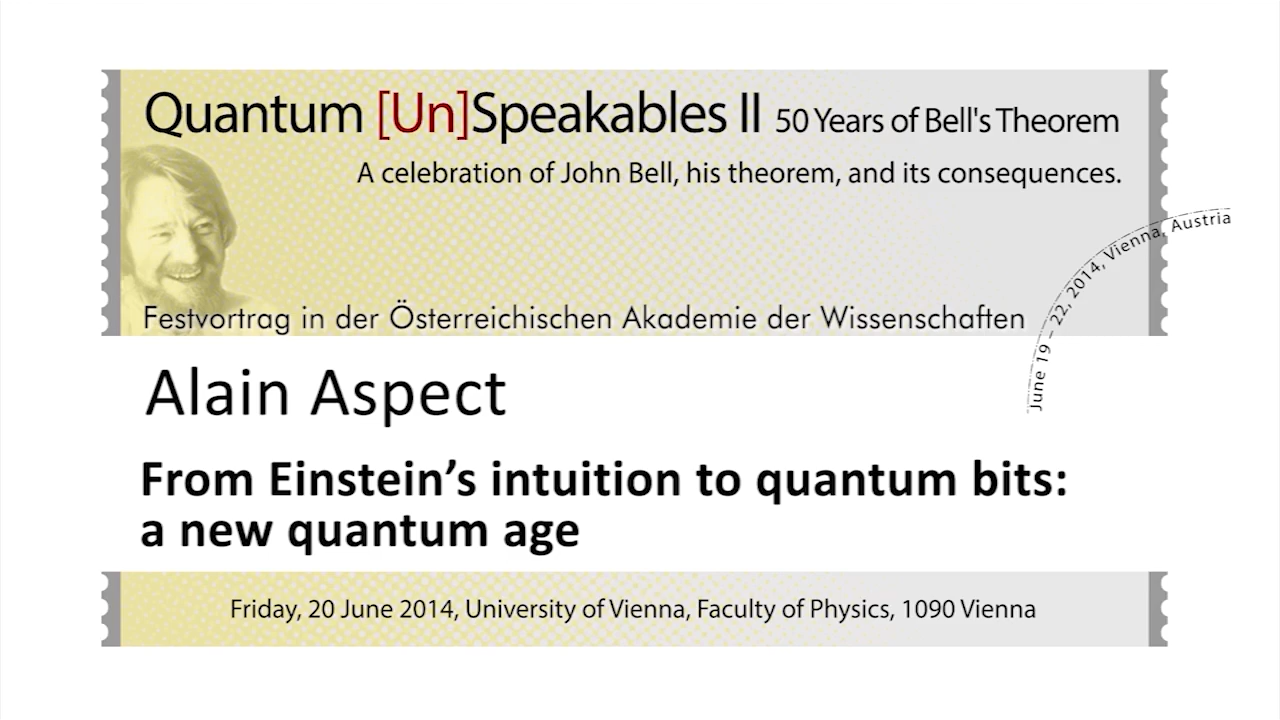 Quantum [Un]Speakables II 50 Years of Bell's Theorem
A celebration of John Bell, his theorem, and its consequences.
June 19 – 22, 2014, Vienna, Austria
Festvortrag in der Österreichischen Akademie der Wissenschaften
Alain Aspect
From Einstein’s intuition to quantum bits:
a new quantum age
Friday, 20 June 2014, University of Vienna, Faculty of Physics, 1090 Vienna